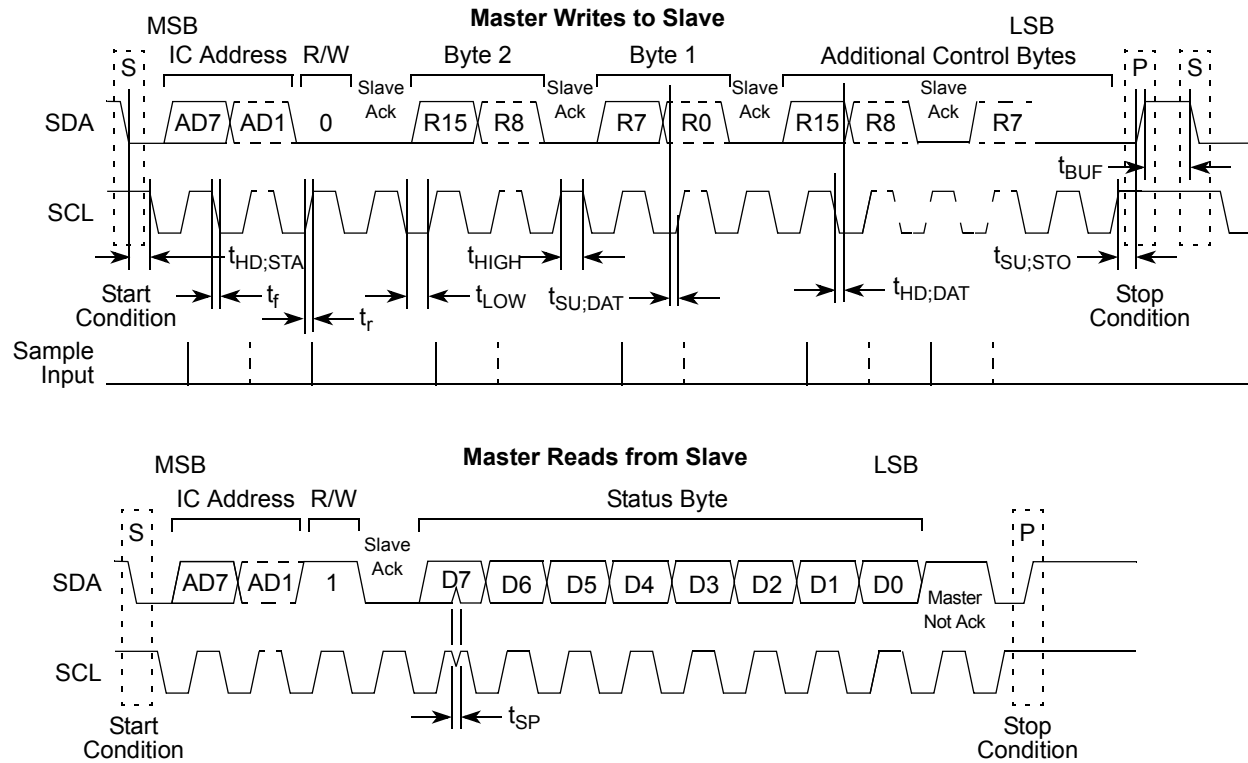 Master Writes to Slave
MSB
LSB
S
IC Address
R/W
Slave
Ack
Byte 2
Slave
Ack
Byte 1
Slave
Ack
Additional Control Bytes
Slave
Ack
P
S
SDA
AD7
AD1
0
R15
R8
R7
R0
R15
R8
R7
tBUF
SCL
tHD;STA
tHIGH
tSU;STO
Start
Condition
tf
tr
tLOW
tSU;DAT
tHD;DAT
Stop
Condition
Sample
Input
Master Reads from Slave
MSB
LSB
S
IC Address
R/W
Slave
Ack
Status Byte
P
SDA
AD7
AD1
1
D7
D6
D5
D4
D3
D2
D1
D0
Master
Not Ack
SCL
tSP
Start
Condition
Stop
Condition